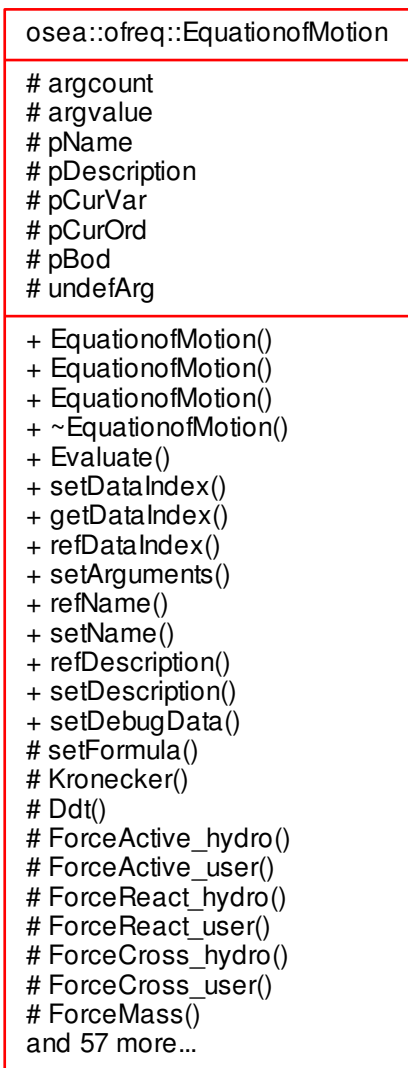 osea::ofreq::EquationofMotion
# argcount
# argvalue
# pName
# pDescription
# pCurVar
# pCurOrd
# pBod
# undefArg
+ EquationofMotion()
+ EquationofMotion()
+ EquationofMotion()
+ ~EquationofMotion()
+ Evaluate()
+ setDataIndex()
+ getDataIndex()
+ refDataIndex()
+ setArguments()
+ refName()
+ setName()
+ refDescription()
+ setDescription()
+ setDebugData()
# setFormula()
# Kronecker()
# Ddt()
# ForceActive_hydro()
# ForceActive_user()
# ForceReact_hydro()
# ForceReact_user()
# ForceCross_hydro()
# ForceCross_user()
# ForceMass()
and 57 more...